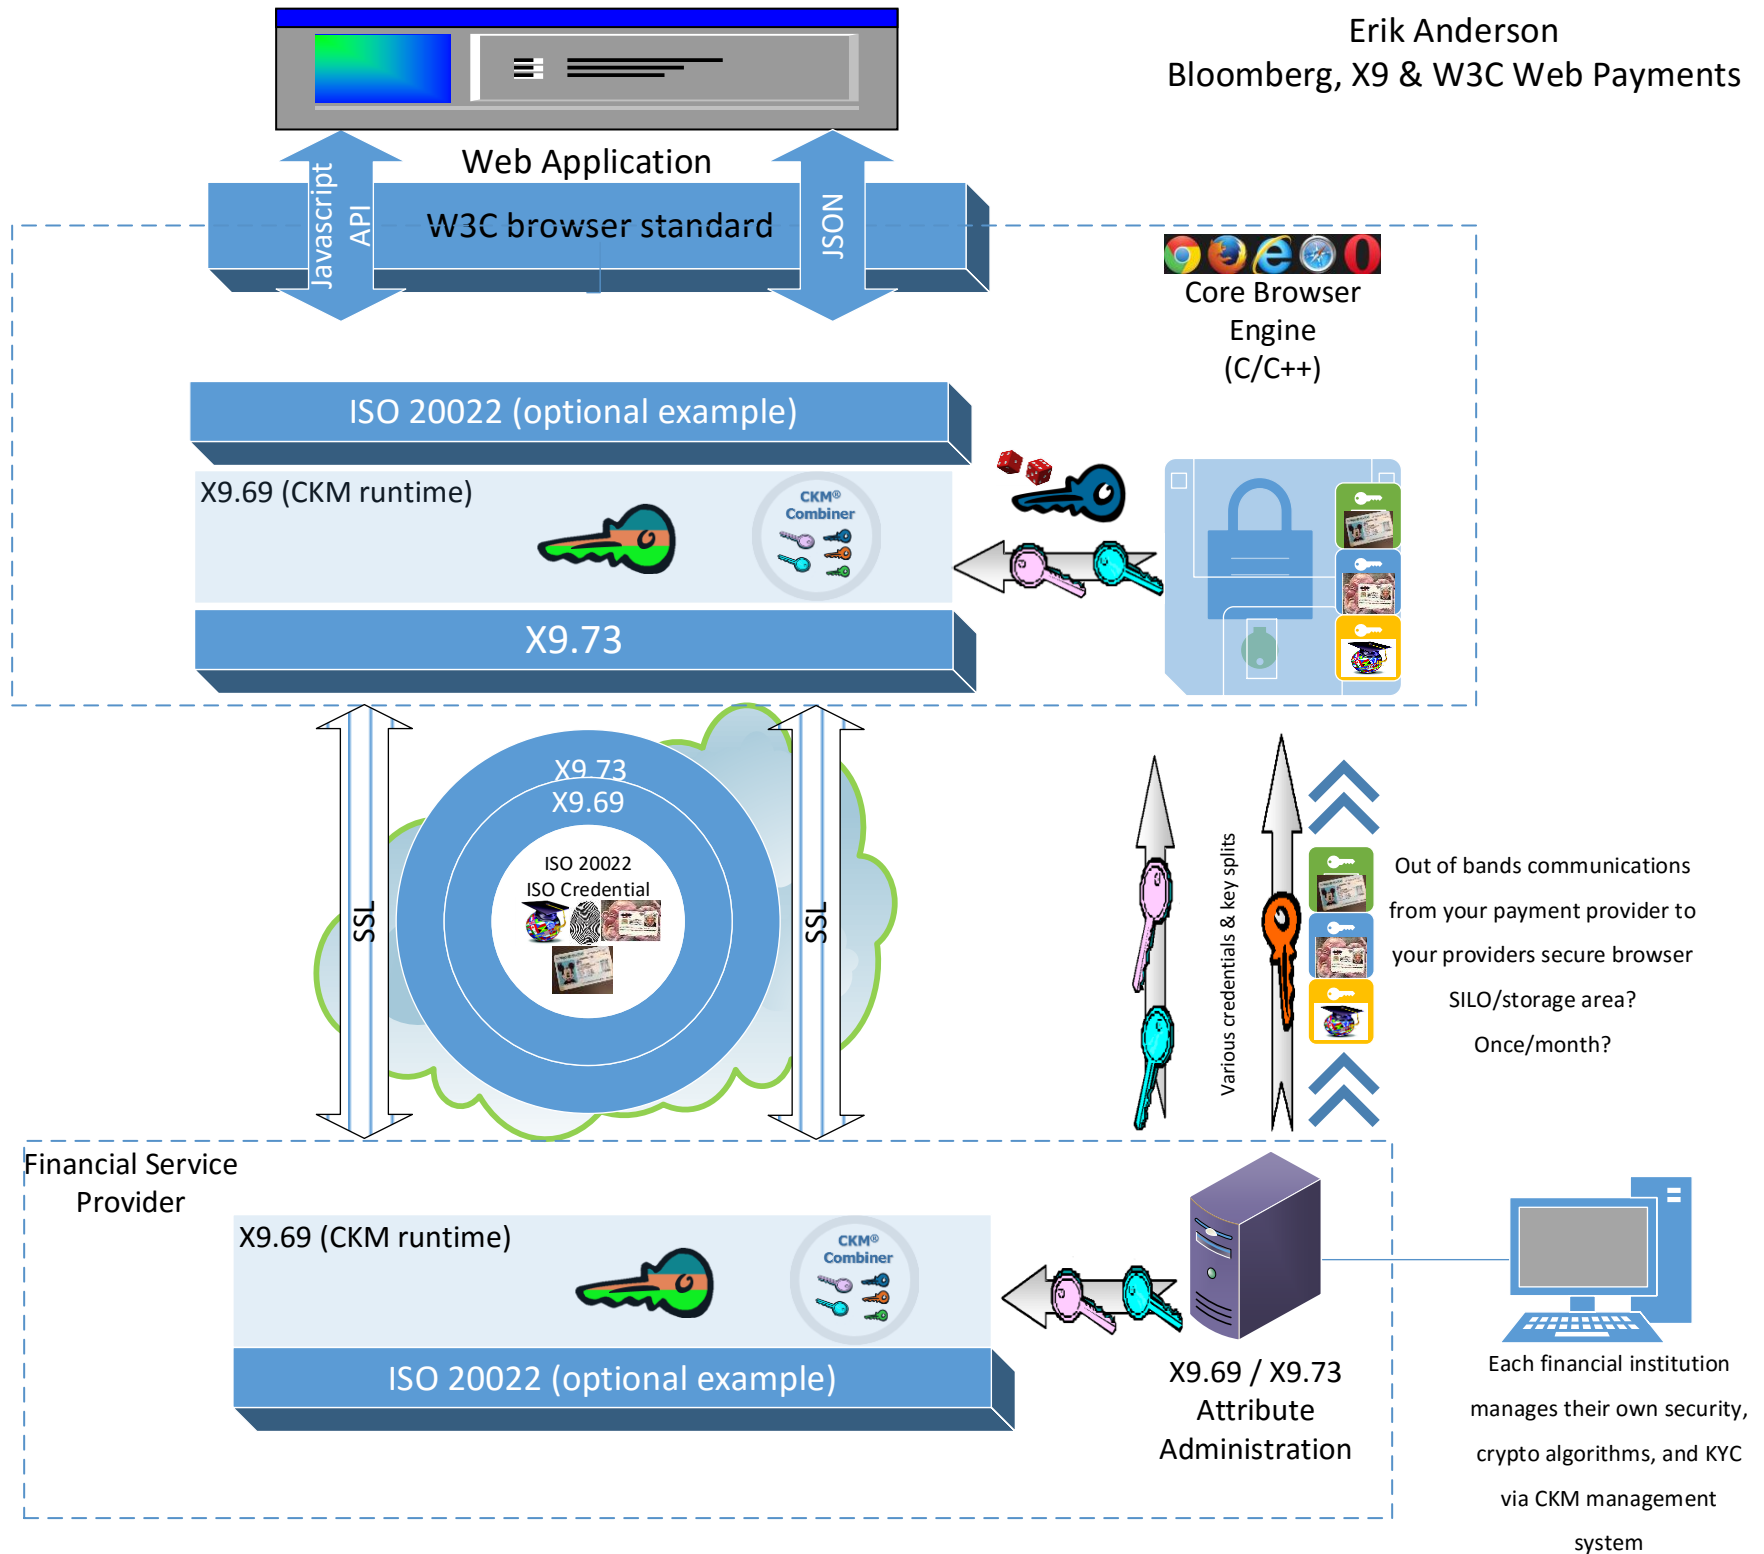 Erik Anderson
Bloomberg, X9 & W3C Web Payments
Web Application
Javascript
API
W3C browser standard
JSON
Core Browser
Engine
(C/C++)
ISO 20022 (optional example)
X9.69 (CKM runtime)
CKM®
Combiner
X9.73
SSL
X9.73
X9.69
ISO 20022
ISO Credential
SSL
Various credentials & key splits
Out of bands communications
from your payment provider to
your providers secure browser
SILO/storage area?
Once/month?
Financial Service
Provider
X9.69 (CKM runtime)
CKM®
Combiner
ISO 20022 (optional example)
X9.69 / X9.73
Attribute
Administration
Each financial institution
manages their own security,
crypto algorithms, and KYC
via CKM management
system